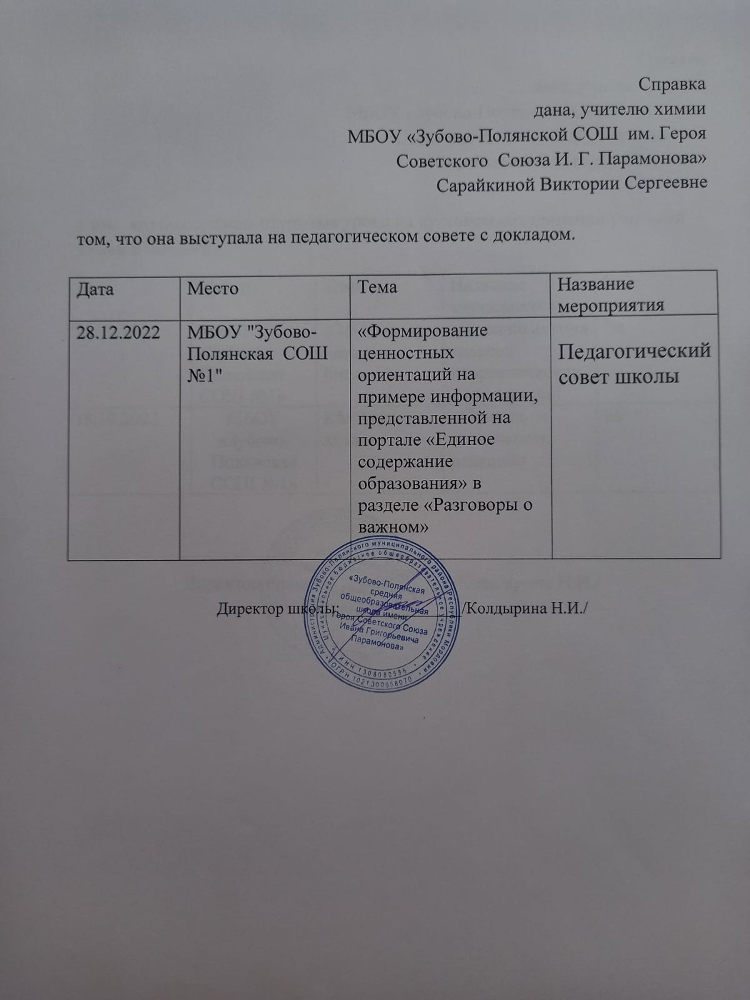 Справка
дана, учителю химии
МБОУ «Зубово-Полянской СОШ им. Героя
Советского Союза И. Г. Парамонова»
Сарайкиной Виктории Сергеевне
том, что она выступала на педагогическом совете с докладом.
Дата
Место
Тема
Название
мероприятия
28.12.2022
МБОУ "Зубово-
Полянская СОШ
№1"
«Формирование
ценностных
ориентаций на
примере информации,
представленной на
портале «Единое
содержание
образования» в
разделе «Разговоры о
важном»
Педагогический
совет школы
Директор школы: /Колдырина Н.И./
Администрация Зубово-Полянского муниципального района Республики Мордовия
Муниципальное бюджетное общеобразовательное учреждение
«Зубово-Полянская
средняя
общеобразовательная
школа имени
Героя Советского Союза
Ивана Григорьевича
Парамонова»
ИНН 1308080586
ОГРН 1021300658070